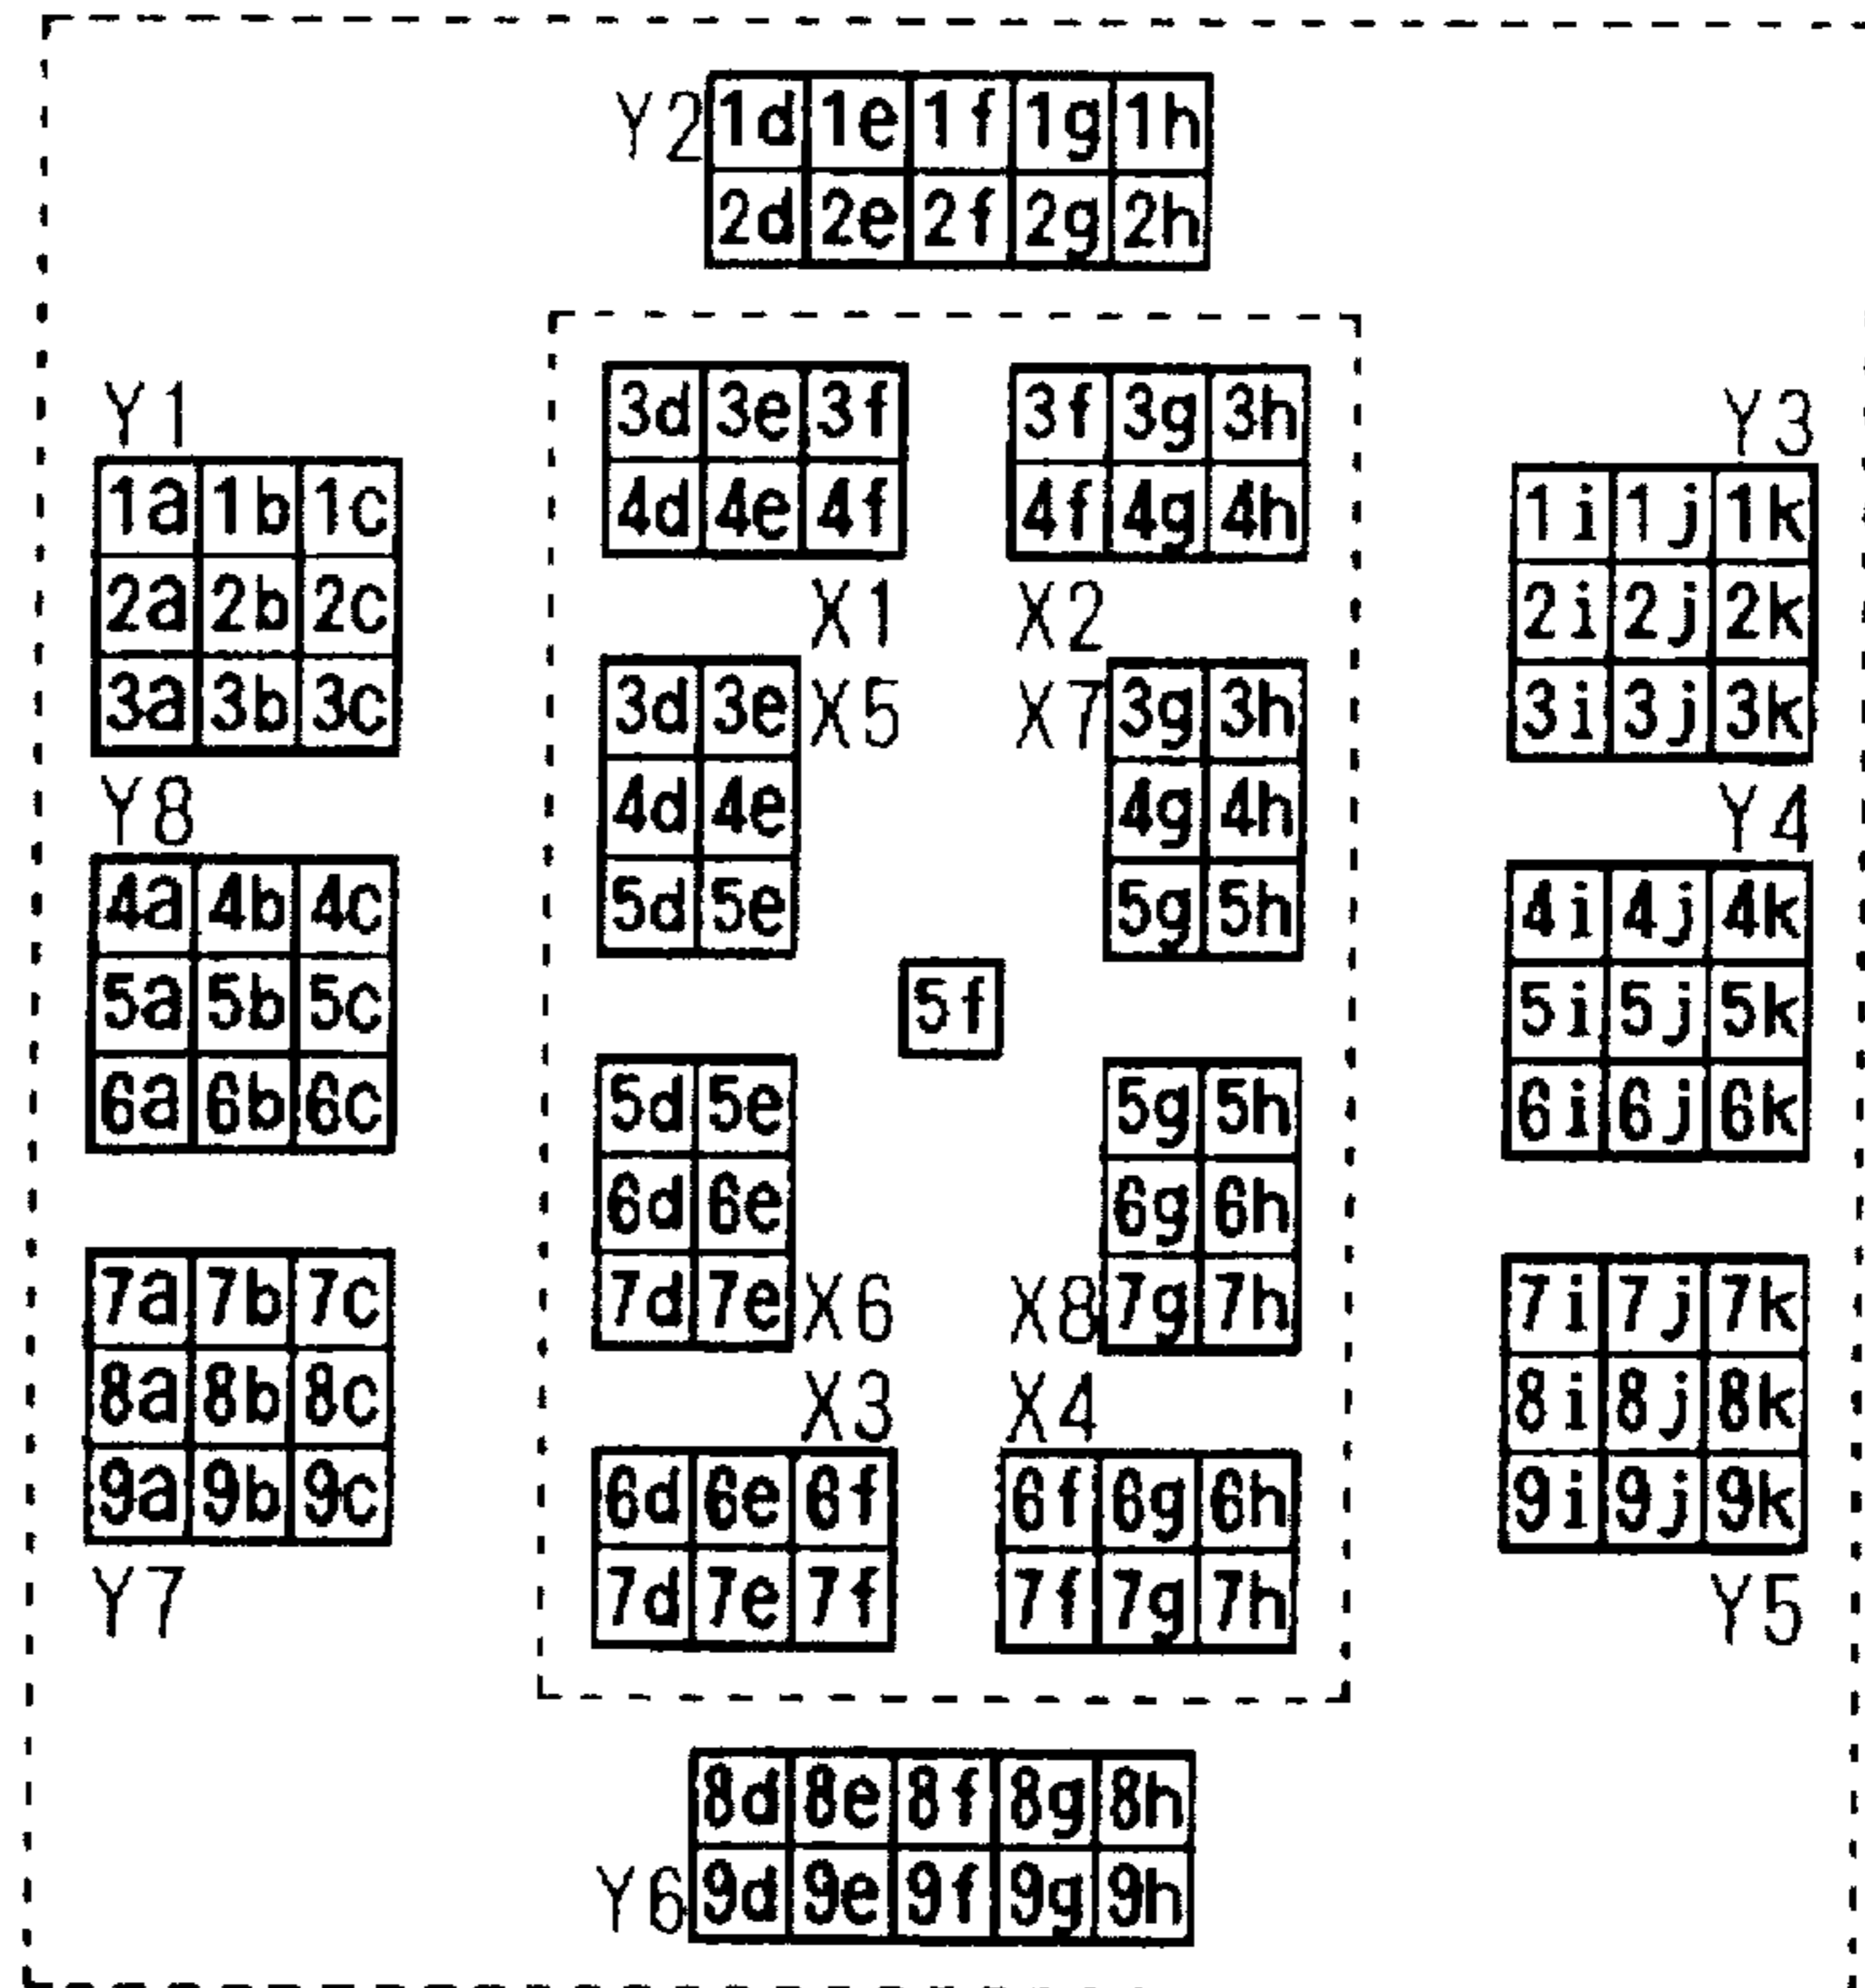 Y2 1d 1e 1f 1g 1h
2d 2e 2f 2g 2h
3d 3e 3f 3f 3g 3h
4d 4e 4f 4f 4g 4h
X1 X2
Y1
1a 1b 1c
2a 2b 2c
3a 3b 3c
Y3
1i 1j 1k
2i 2j 2k
3i 3j 3k
3d 3e X5 X7 3g 3h
4d 4e 4g 4h
5d 5e 5g 5h
5f
Y8
4a 4b 4c
5a 5b 5c
6a 6b 6c
Y4
4i 4j 4k
5i 5j 5k
6i 6j 6k
5d 5e 5g 5h
6d 6e 6g 6h
7d 7e X6 X8 7g 7h
X3 X4
6d 6e 6f 6f 6g 6h
7d 7e 7f 7f 7g 7h
7a 7b 7c
8a 8b 8c
9a 9b 9c
Y7
7i 7j 7k
8i 8j 8k
9i 9j 9k
Y5
8d 8e 8f 8g 8h
Y6 9d 9e 9f 9g 9h